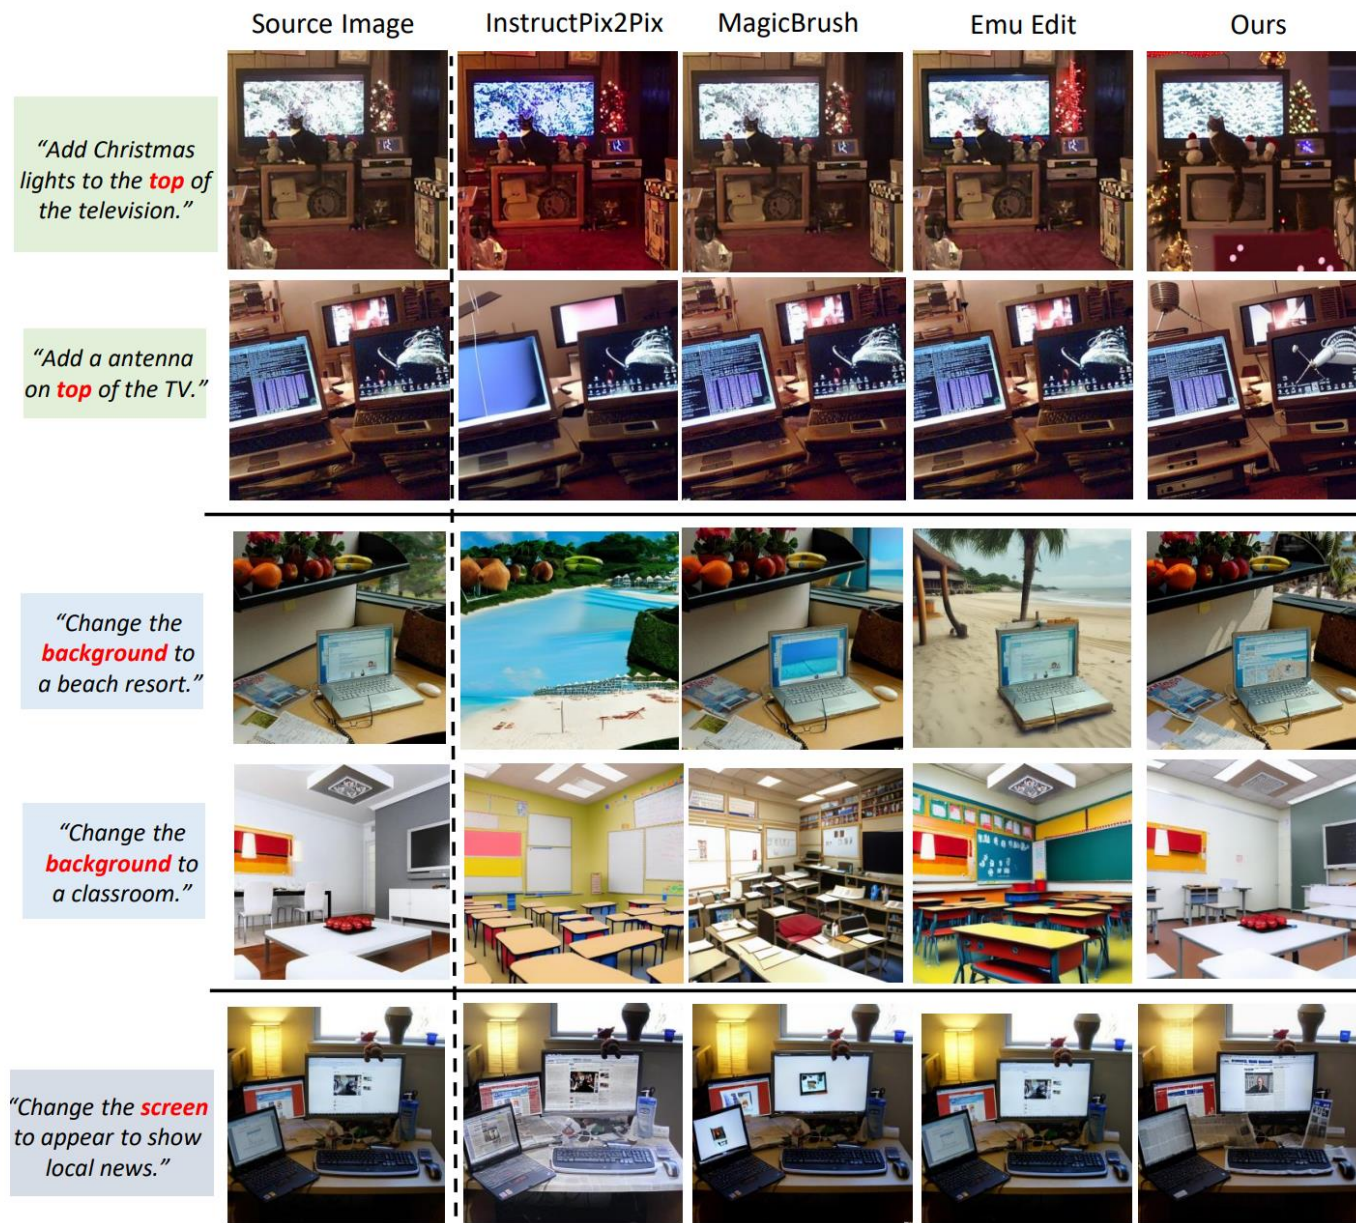 Source Image InstructPix2Pix MagicBrush Emu Edit Ours
“Add Christmas
lights to the top of
the television.”
“Add a antenna
on top of the TV.”
“Change the
background to
a beach resort.”
“Change the
background to
a classroom.”
“Change the screen
to appear to show
local news.”